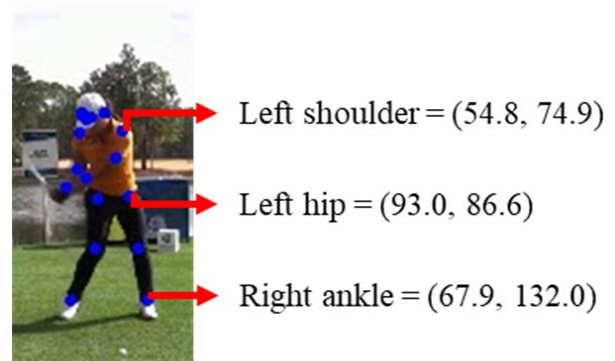 Left shoulder = (54.8, 74.9)
Left hip = (93.0, 86.6)
Right ankle = (67.9, 132.0)